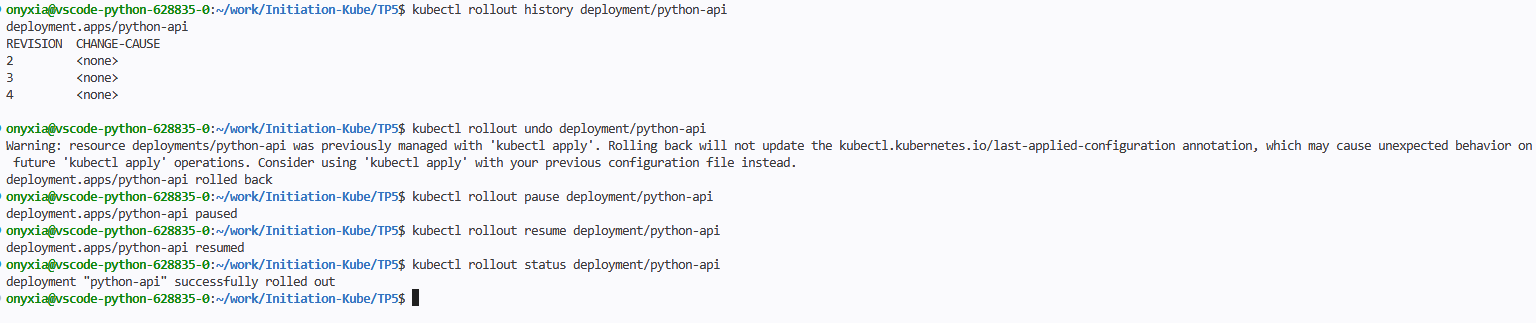 onyxia@vscode-python-628835-0:~/work/Initiation-Kube/TP5$ kubectl rollout history deployment/python-api
deployment.apps/python-api
REVISION  CHANGE-CAUSE
2         <none>
3         <none>
4         <none>
onyxia@vscode-python-628835-0:~/work/Initiation-Kube/TP5$ kubectl rollout undo deployment/python-api
Warning: resource deployments/python-api was previously managed with 'kubectl apply'. Rolling back will not update the kubectl.kubernetes.io/last-applied-configuration annotation, which may cause unexpected behavior on
 future 'kubectl apply' operations. Consider using 'kubectl apply' with your previous configuration file instead.
deployment.apps/python-api rolled back
onyxia@vscode-python-628835-0:~/work/Initiation-Kube/TP5$ kubectl rollout pause deployment/python-api
deployment.apps/python-api paused
onyxia@vscode-python-628835-0:~/work/Initiation-Kube/TP5$ kubectl rollout resume deployment/python-api
deployment.apps/python-api resumed
onyxia@vscode-python-628835-0:~/work/Initiation-Kube/TP5$ kubectl rollout status deployment/python-api
deployment "python-api" successfully rolled out
onyxia@vscode-python-628835-0:~/work/Initiation-Kube/TP5$